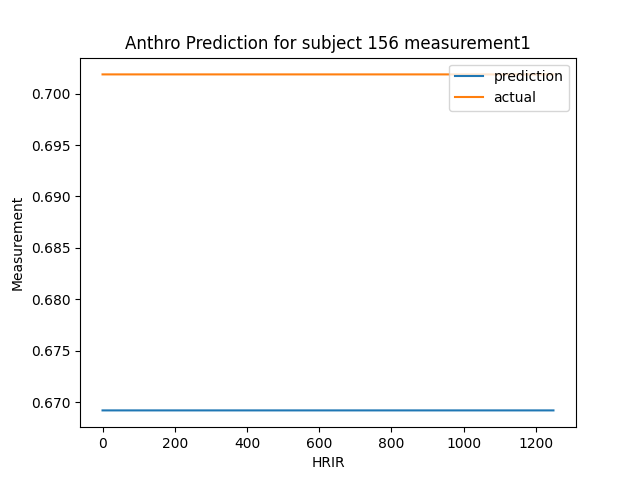 Anthro Prediction for subject 156 measurement1
prediction
actual
0.700
0.695
0.690
0.685
0.680
0.675
0.670
Measurement
0 200 400 600 800 1000 1200
HRIR